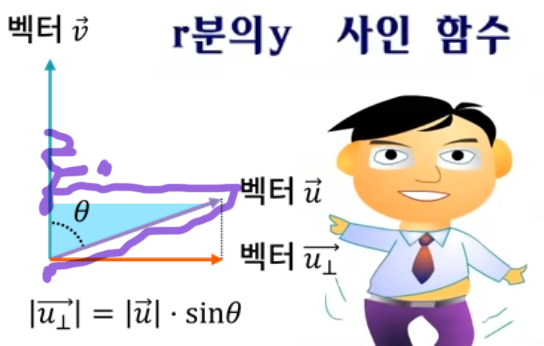 벡터 $\vec{v}$
r분의y 사인 함수
θ
벡터 $\vec{u}$
벡터 $\overrightarrow{u_\perp}$
$|\overrightarrow{u_\perp}| = |\vec{u}| \cdot \sin\theta$